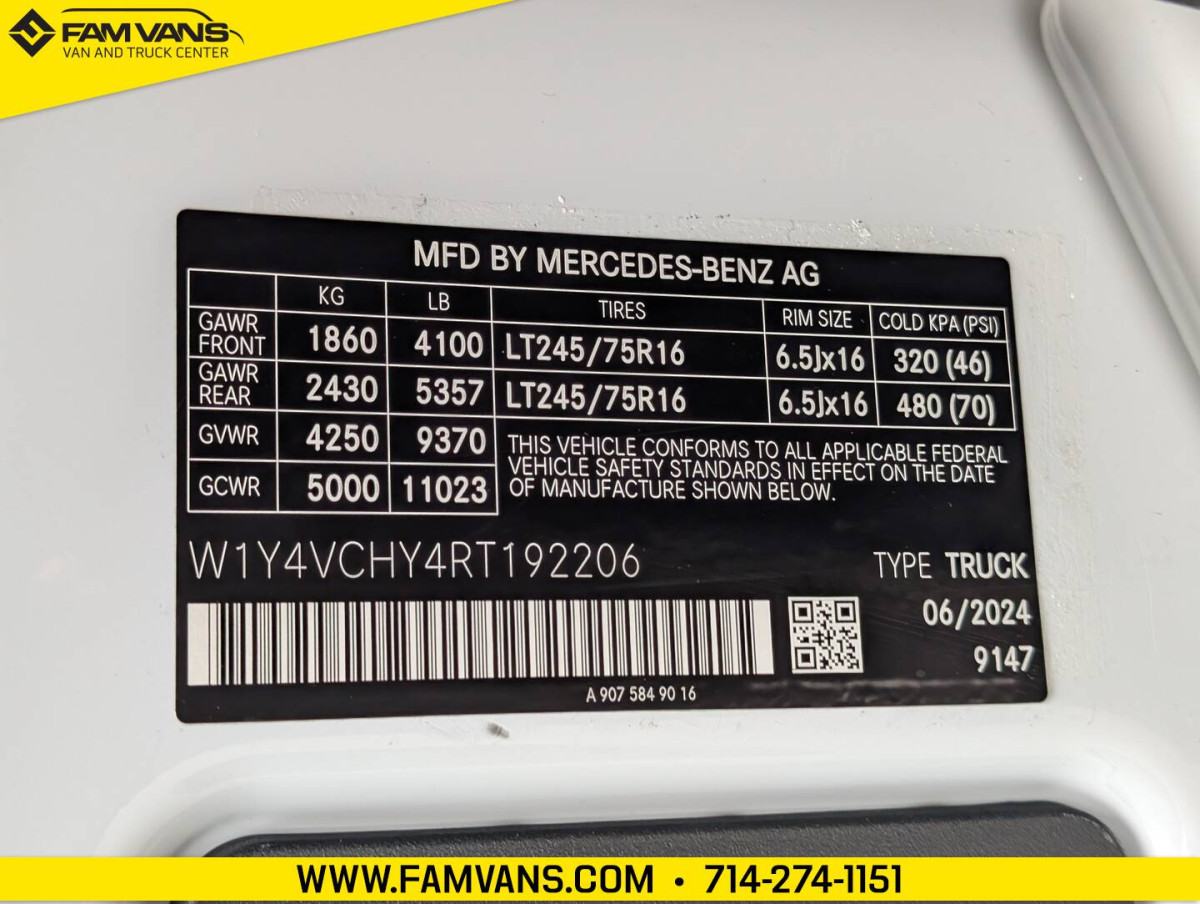 FAM VANS
VAN AND TRUCK CENTER
MFD BY MERCEDES-BENZ AG
KG LB TIRES RIM SIZE COLD KPA (PSI)
GAWR FRONT 1860 4100 LT245/75R16 6.5Jx16 320 (46)
GAWR REAR 2430 5357 LT245/75R16 6.5Jx16 480 (70)
GVWR 4250 9370
GCWR 5000 11023
THIS VEHICLE CONFORMS TO ALL APPLICABLE FEDERAL
VEHICLE SAFETY STANDARDS IN EFFECT ON THE DATE
OF MANUFACTURE SHOWN BELOW.
W1Y4VCHY4RT192206
TYPE TRUCK
06/2024
9147
A 907 584 90 16
WWW.FAMVANS.COM • 714-274-1151